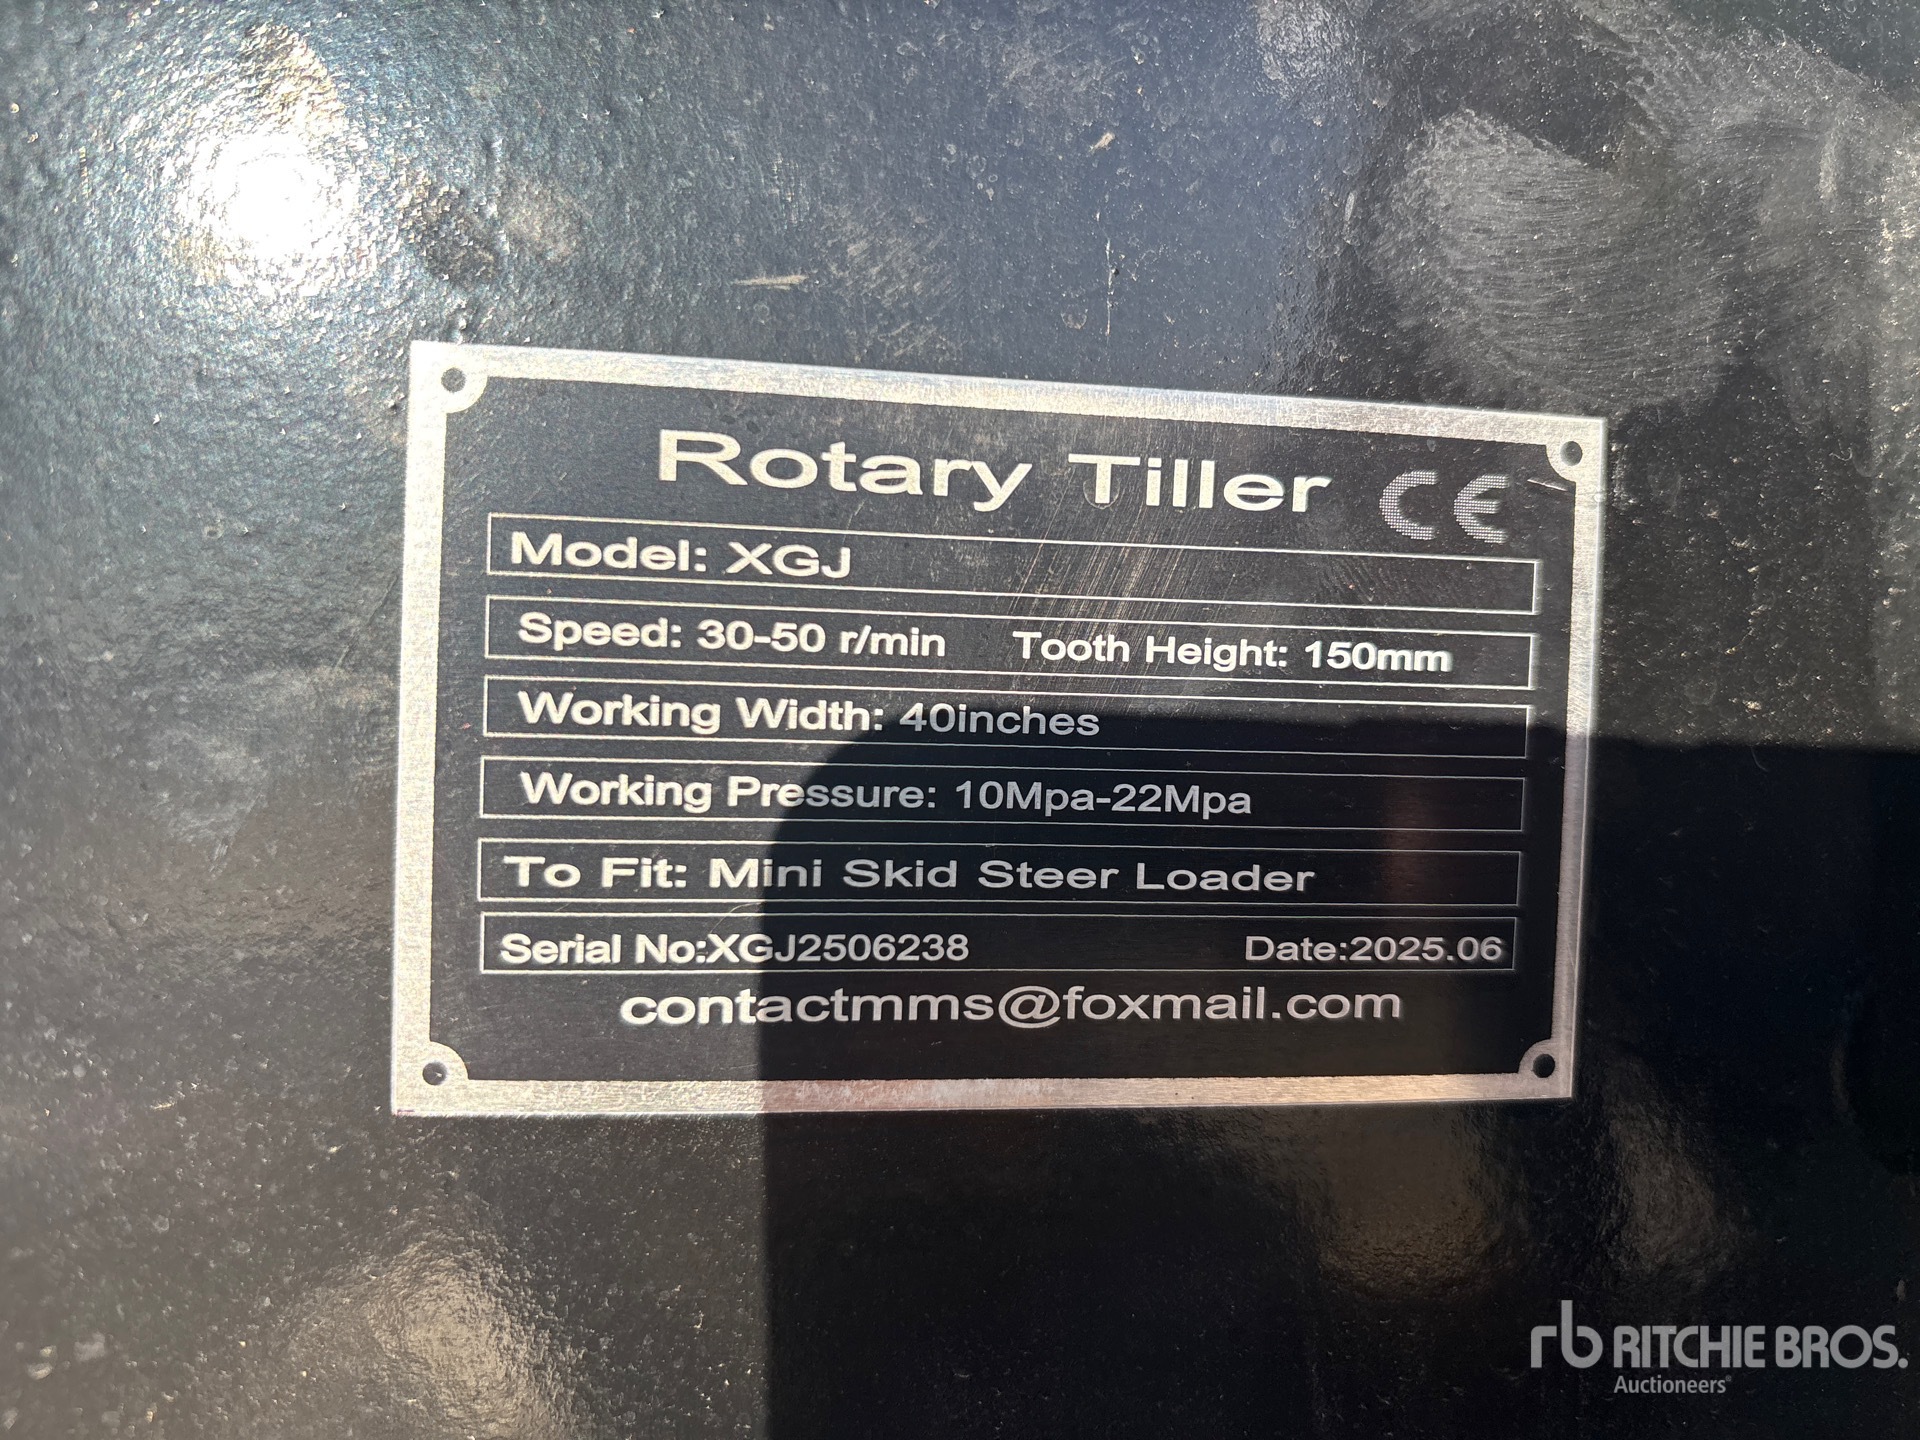 Rotary Tiller CE
Model: XGJ
Speed: 30-50 r/min Tooth Height: 150mm
Working Width: 40inches
Working Pressure: 10Mpa-22Mpa
To Fit: Mini Skid Steer Loader
Serial No:XGJ2506238 Date:2025.06
contactmms@foxmail.com
rb RITCHIE BROS.
Auctioneers